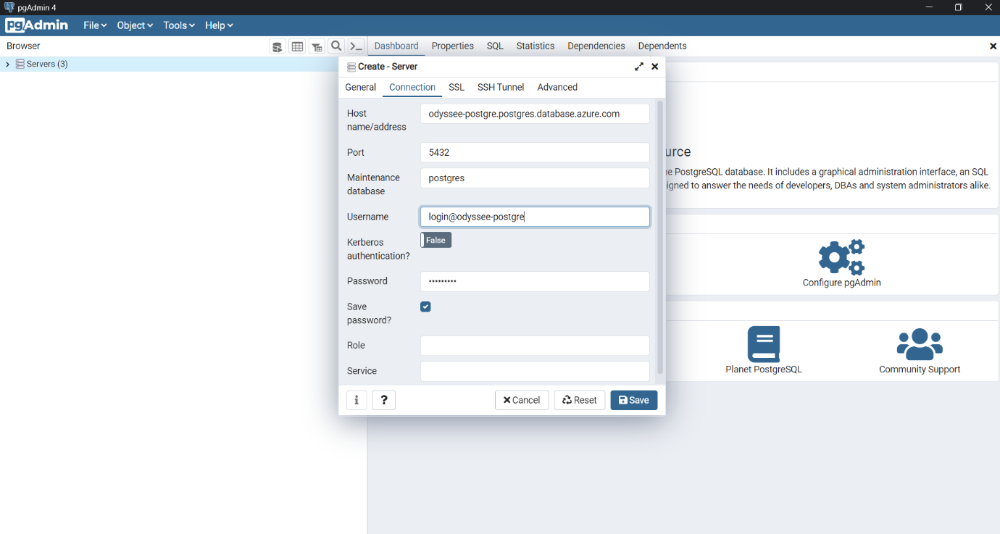 pgAdmin 4
pgAdmin File Object Tools Help
Browser
Dashboard Properties SQL Statistics Dependencies Dependents
Servers (3)
Create - Server
General Connection SSL SSH Tunnel Advanced
Host name/address
odyssee-postgre.postgres.database.azure.com
Port
5432
Maintenance database
postgres
Username
login@odyssee-postgre
Kerberos authentication?
False
Password
•••••••••
Save password?
Role
Service
i ? Cancel Reset Save
PostgreSQL database. It includes a graphical administration interface, an SQL
to answer the needs of developers, DBAs and system administrators alike.
Configure pgAdmin
Planet PostgreSQL
Community Support